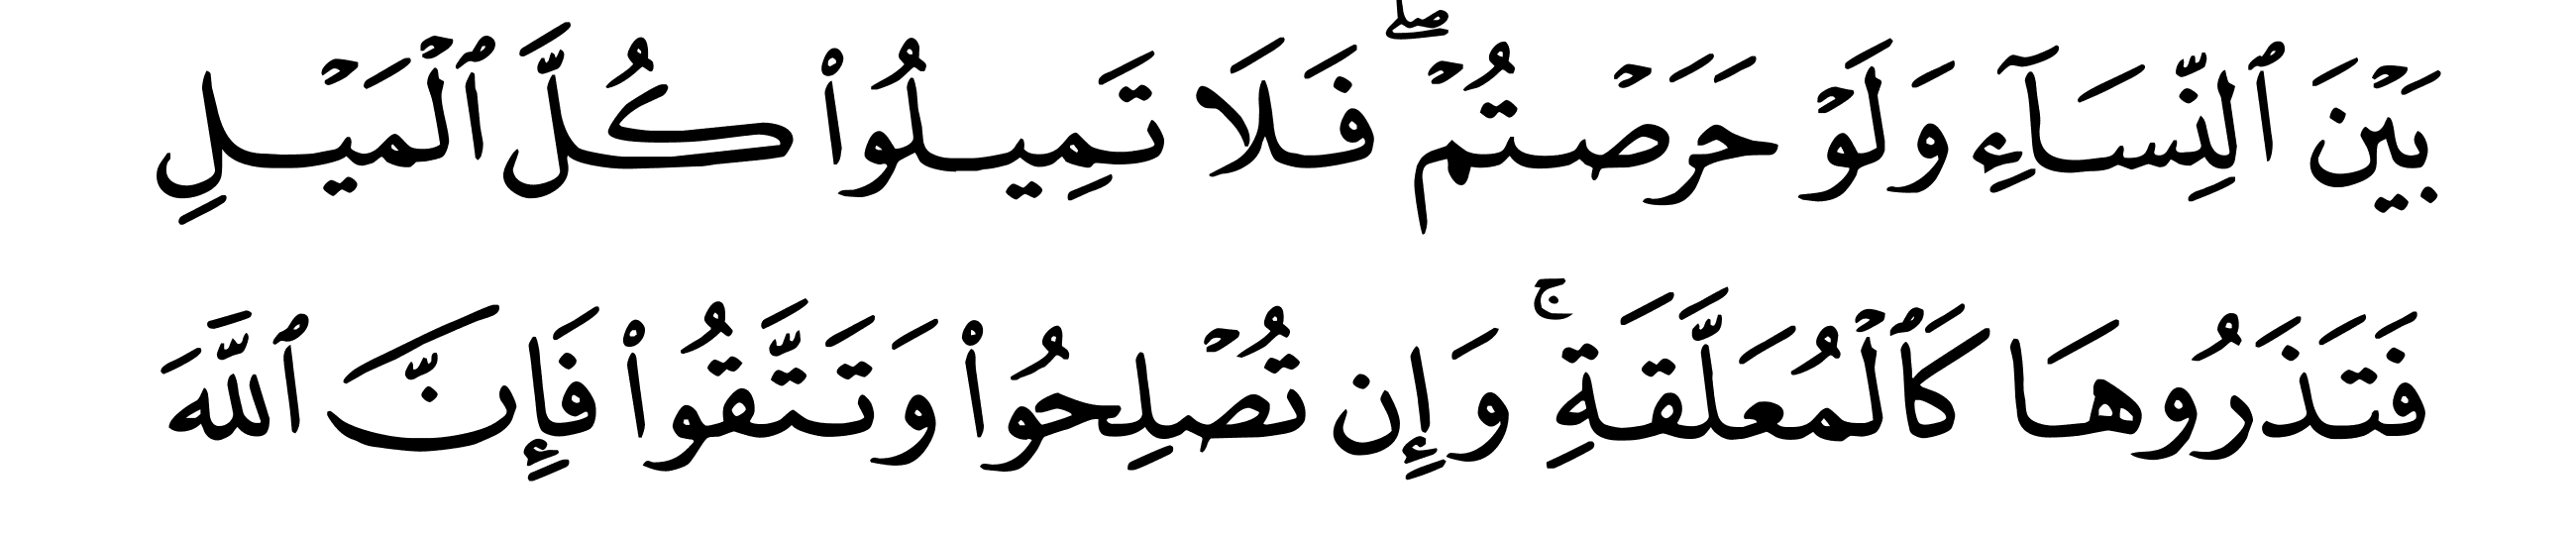 بَيۡنَ ٱلنِّسَآءِ وَلَوۡ حَرَصۡتُمۡۖ فَلَا تَمِيلُواْ كُلَّ ٱلۡمَيۡلِ
فَتَذَرُوهَا كَٱلۡمُعَلَّقَةِۚ وَإِن تُصۡلِحُواْ وَتَتَّقُواْ فَإِنَّ ٱللَّهَ